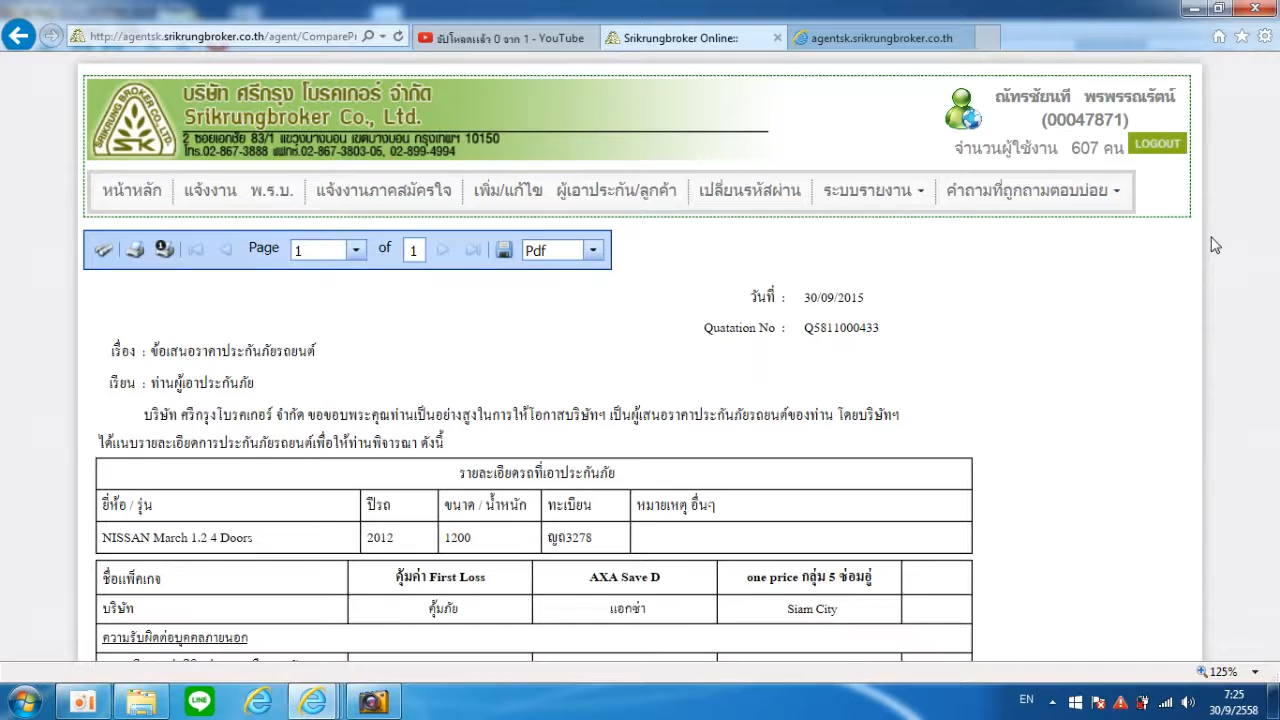 http://agentsk.srikrungbroker.co.th/agent/ComparePr
อัปโหลดแล้ว 0 จาก 1 - YouTube
Srikrungbroker Online::
agentsk.srikrungbroker.co.th
บริษัท ศรีกรุง โบรคเกอร์ จำกัด
Srikrungbroker Co., Ltd.
2 ซอยเอกชัย 83/1 แขวงบางบอน เขตบางบอน กรุงเทพฯ 10150
โทร.02-867-3888 แฟกซ์.02-867-3803-05, 02-899-4994
SRIKRUNG BROKER CO., LTD.
SK
ณัทรชัยนที พรพรรณรัตน์
(00047871)
จำนวนผู้ใช้งาน 607 คน LOGOUT
หน้าหลัก แจ้งงาน พ.ร.บ. แจ้งงานภาคสมัครใจ เพิ่ม/แก้ไข ผู้เอาประกัน/ลูกค้า เปลี่ยนรหัสผ่าน ระบบรายงาน คำถามที่ถูกถามตอบบ่อย
Page 1 of 1 Pdf
วันที่ : 30/09/2015
Quatation No : Q5811000433
เรื่อง : ข้อเสนอราคาประกันภัยรถยนต์
เรียน : ท่านผู้เอาประกันภัย
บริษัท ศรีกรุงโบรคเกอร์ จำกัด ขอขอบพระคุณท่านเป็นอย่างสูงในการให้โอกาสบริษัทฯ เป็นผู้เสนอราคาประกันภัยรถยนต์ของท่าน โดยบริษัทฯ
ได้แนบรายละเอียดการประกันภัยรถยนต์เพื่อให้ท่านพิจารณา ดังนี้
รายละเอียดรถที่เอาประกันภัย
ยี่ห้อ / รุ่น ปีรถ ขนาด / น้ำหนัก ทะเบียน หมายเหตุ อื่นๆ
NISSAN March 1.2 4 Doors 2012 1200 ญถ3278
ชื่อแพ็คเกจ คุ้มค่า First Loss AXA Save D one price กลุ่ม 5 ซ่อมอู่
บริษัท คุ้มภัย แอกซ่า Siam City
ความรับผิดต่อบุคคลภายนอก
125%
EN
7:25
30/9/2558